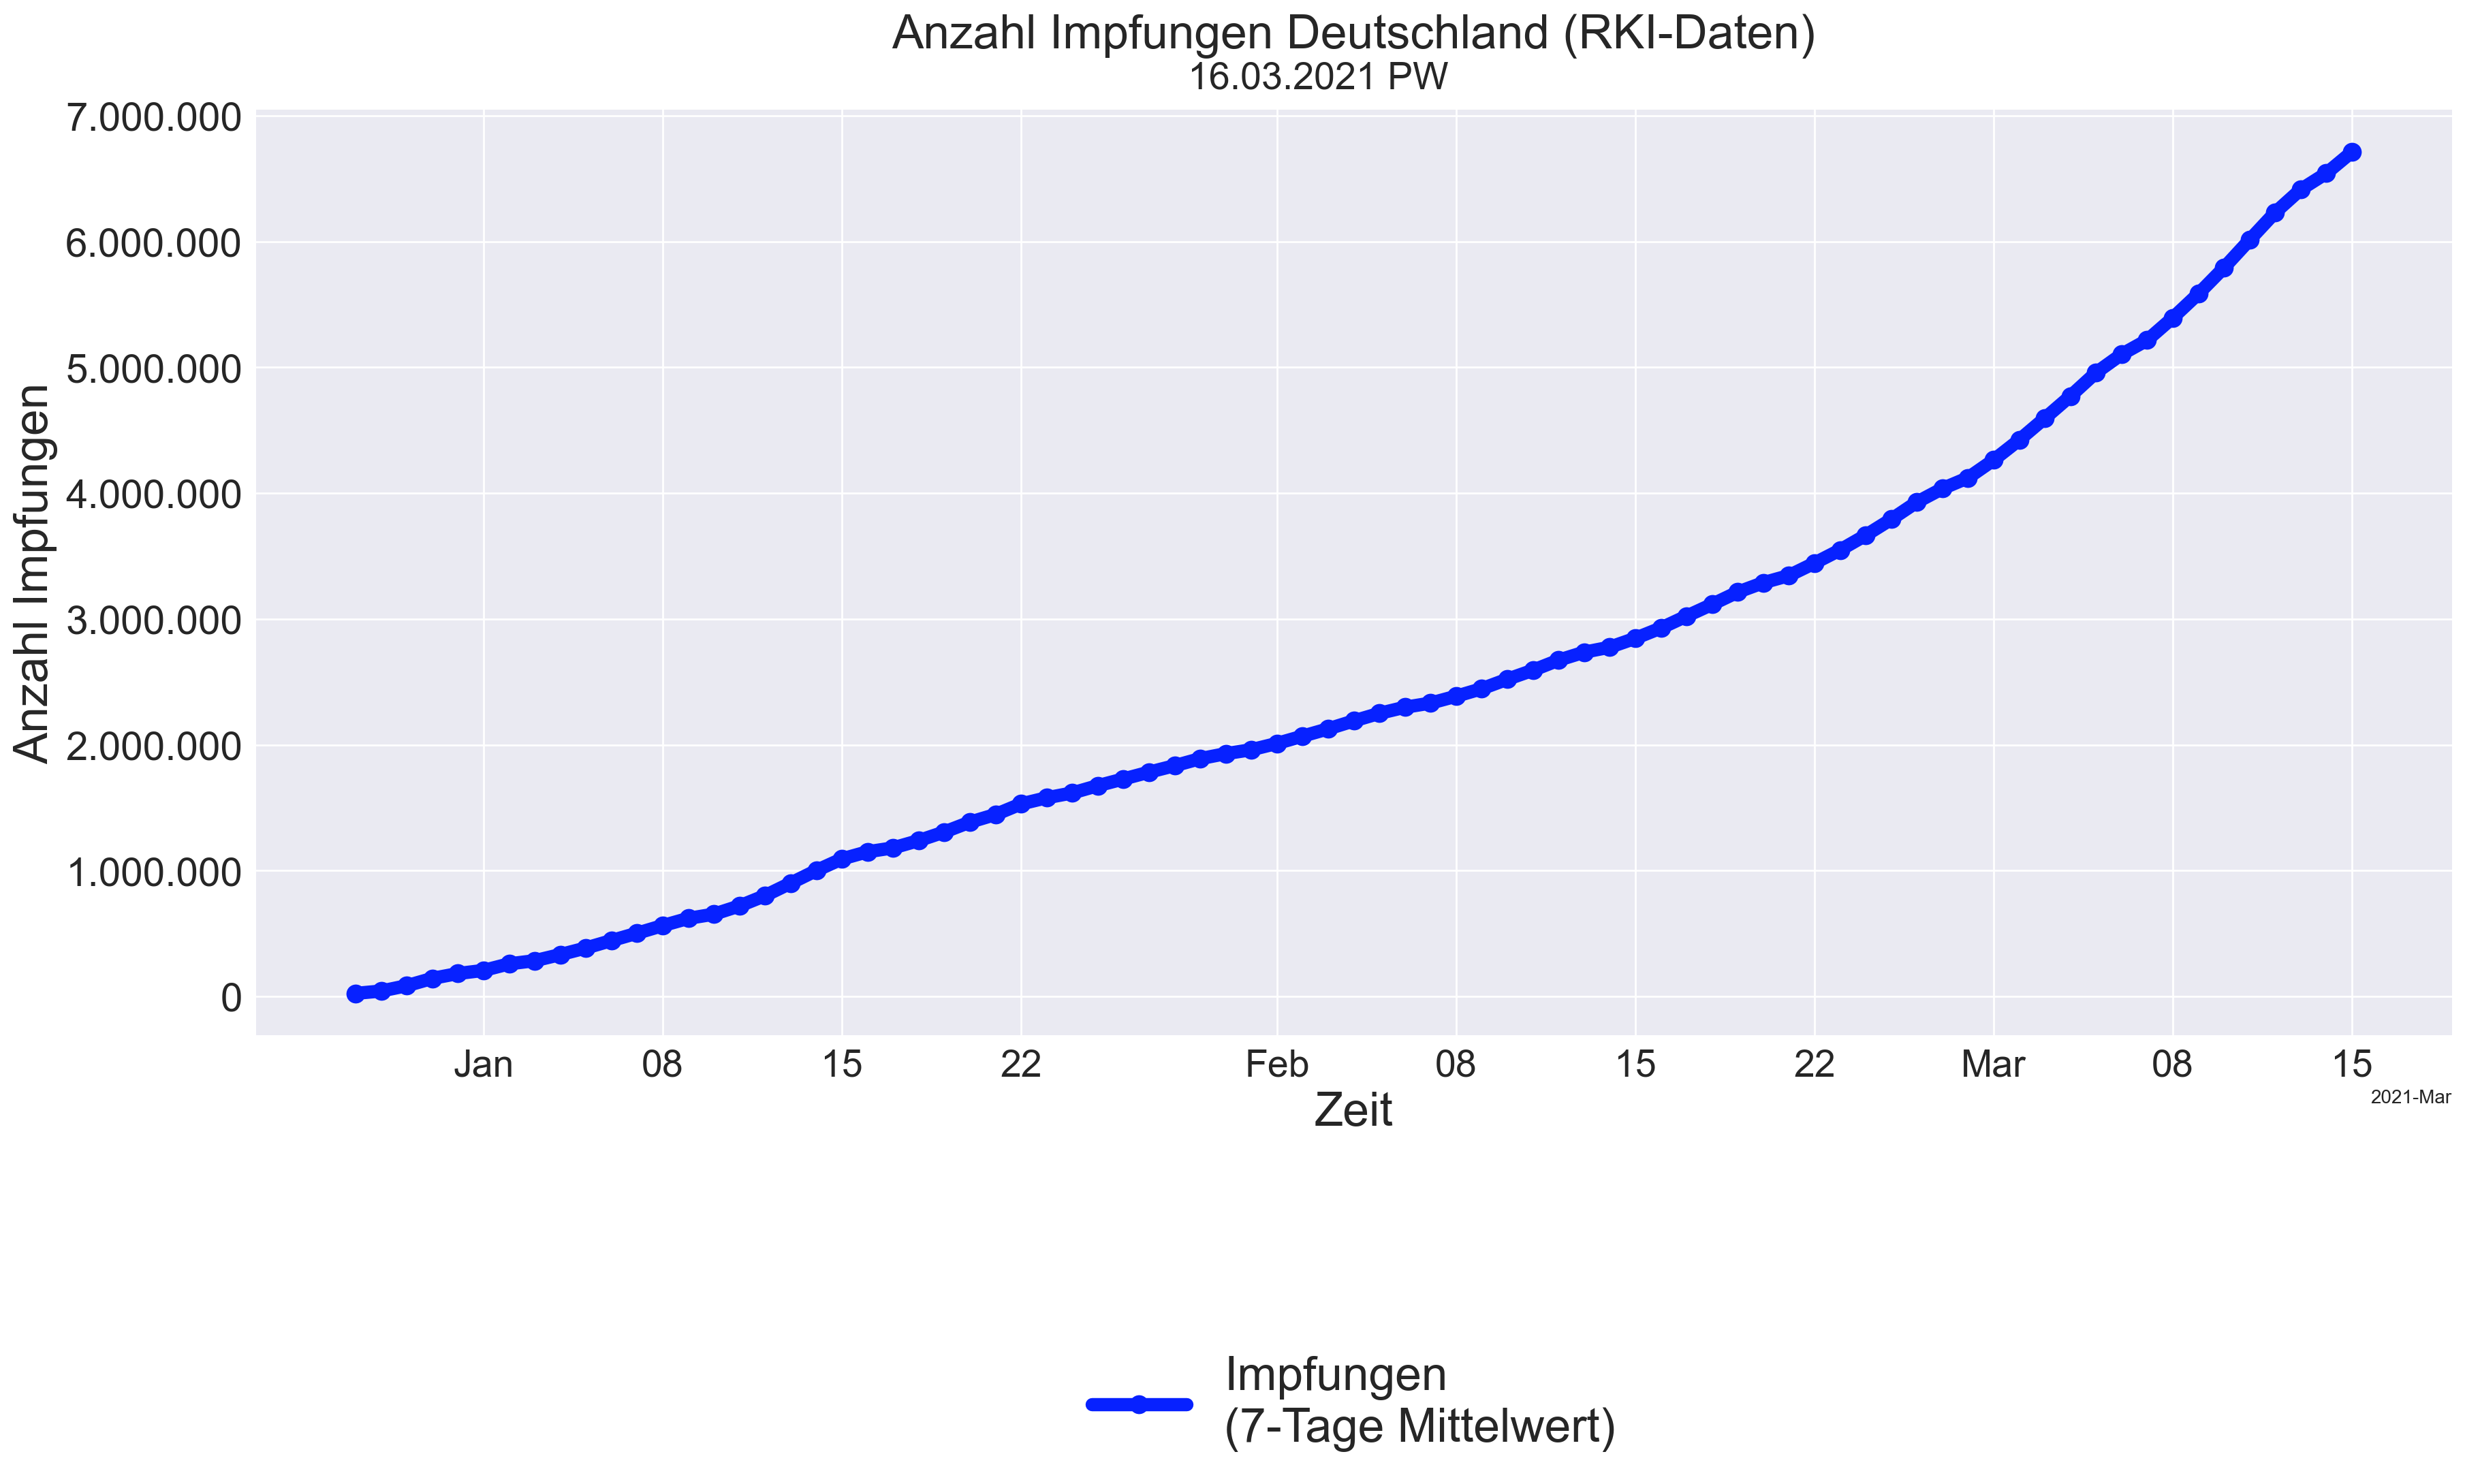 Anzahl Impfungen Deutschland (RKI-Daten)
16.03.2021 PW
7.000.000
6.000.000
5.000.000
4.000.000
3.000.000
2.000.000
1.000.000
0
Anzahl Impfungen
Jan 08 15 22 Feb 08 15 22 Mar 08 15
Zeit
2021-Mar
Impfungen
(7-Tage Mittelwert)